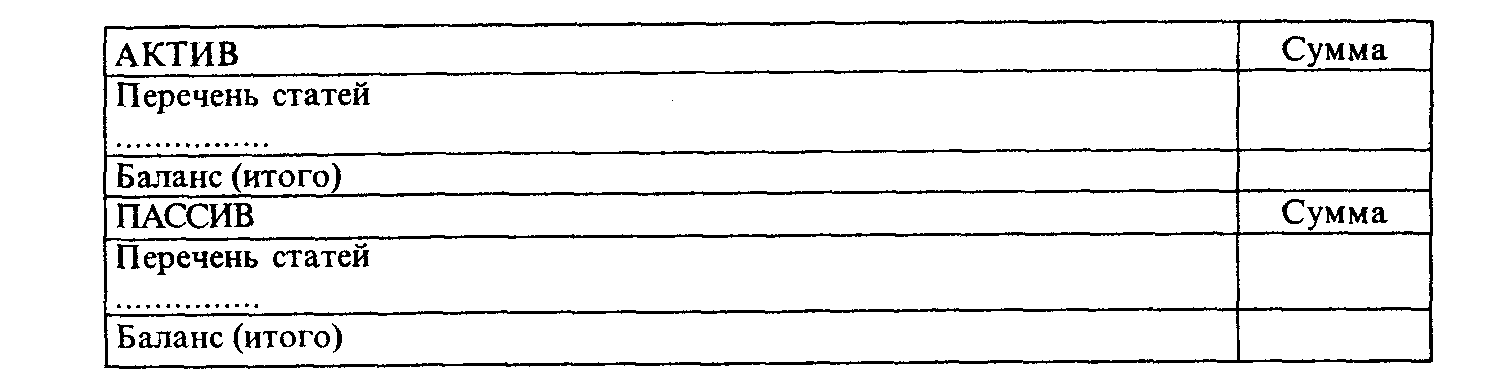 АКТИВ Сумма
Перечень статей
................
Баланс (итого)
ПАССИВ Сумма
Перечень статей
...............
Баланс (итого)